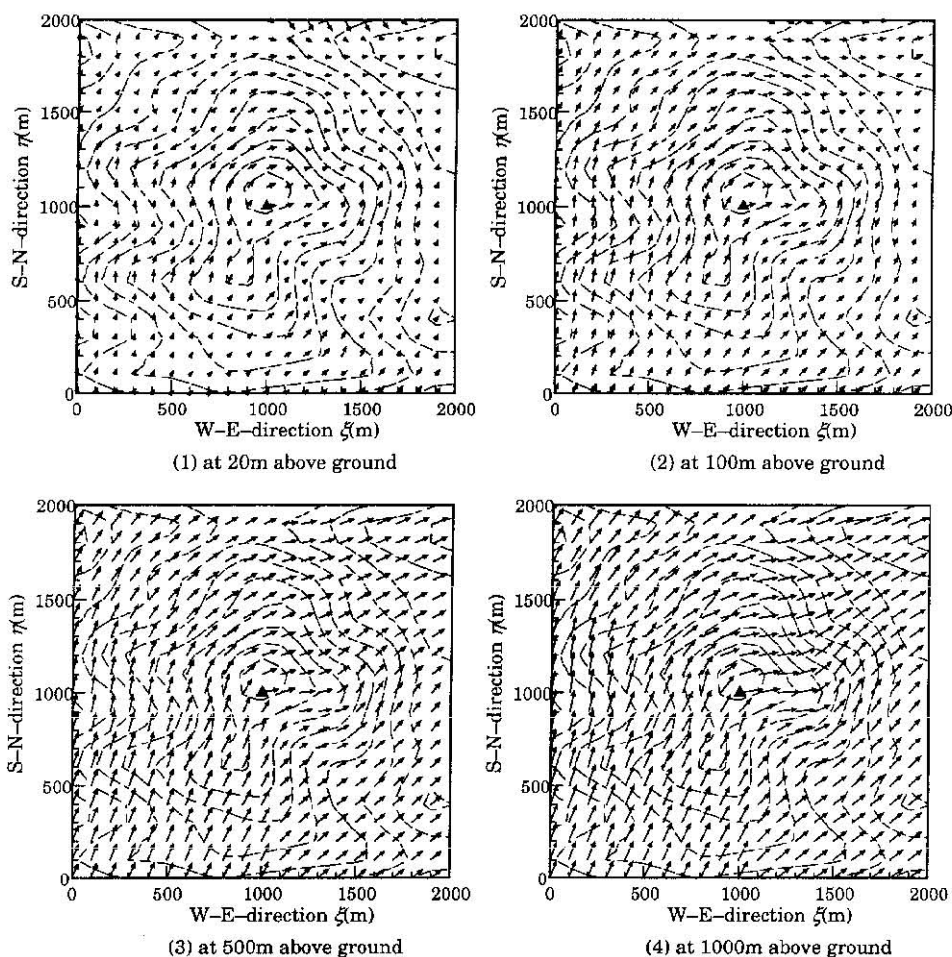 2000
1500
1000
500
0
S–N–direction η(m)
0 500 1000 1500 2000
W–E–direction ξ(m)
(1) at 20m above ground
2000
1500
1000
500
0
S–N–direction η(m)
0 500 1000 1500 2000
W–E–direction ξ(m)
(2) at 100m above ground
2000
1500
1000
500
0
S–N–direction η(m)
0 500 1000 1500 2000
W–E–direction ξ(m)
(3) at 500m above ground
2000
1500
1000
500
0
S–N–direction η(m)
0 500 1000 1500 2000
W–E–direction ξ(m)
(4) at 1000m above ground